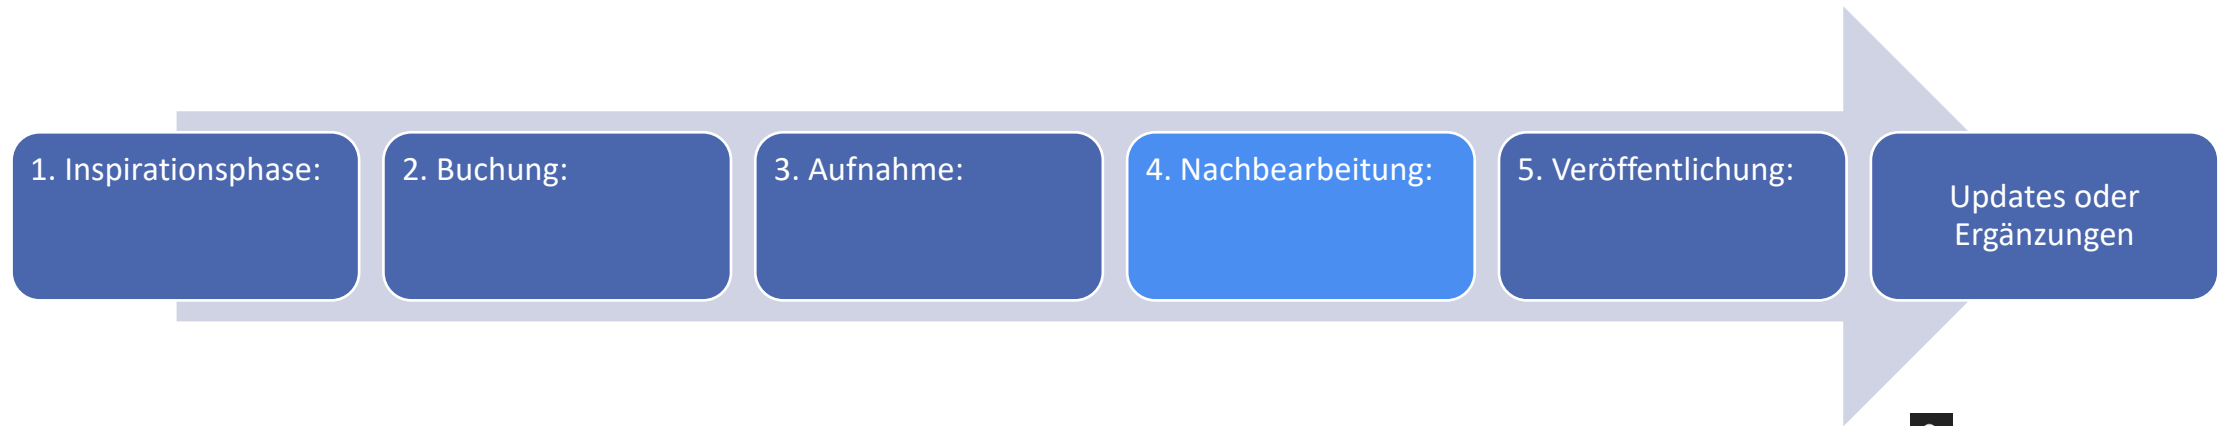 1. Inspirationsphase:
2. Buchung:
3. Aufnahme:
4. Nachbearbeitung:
5. Veröffentlichung:
Updates oder
Ergänzungen